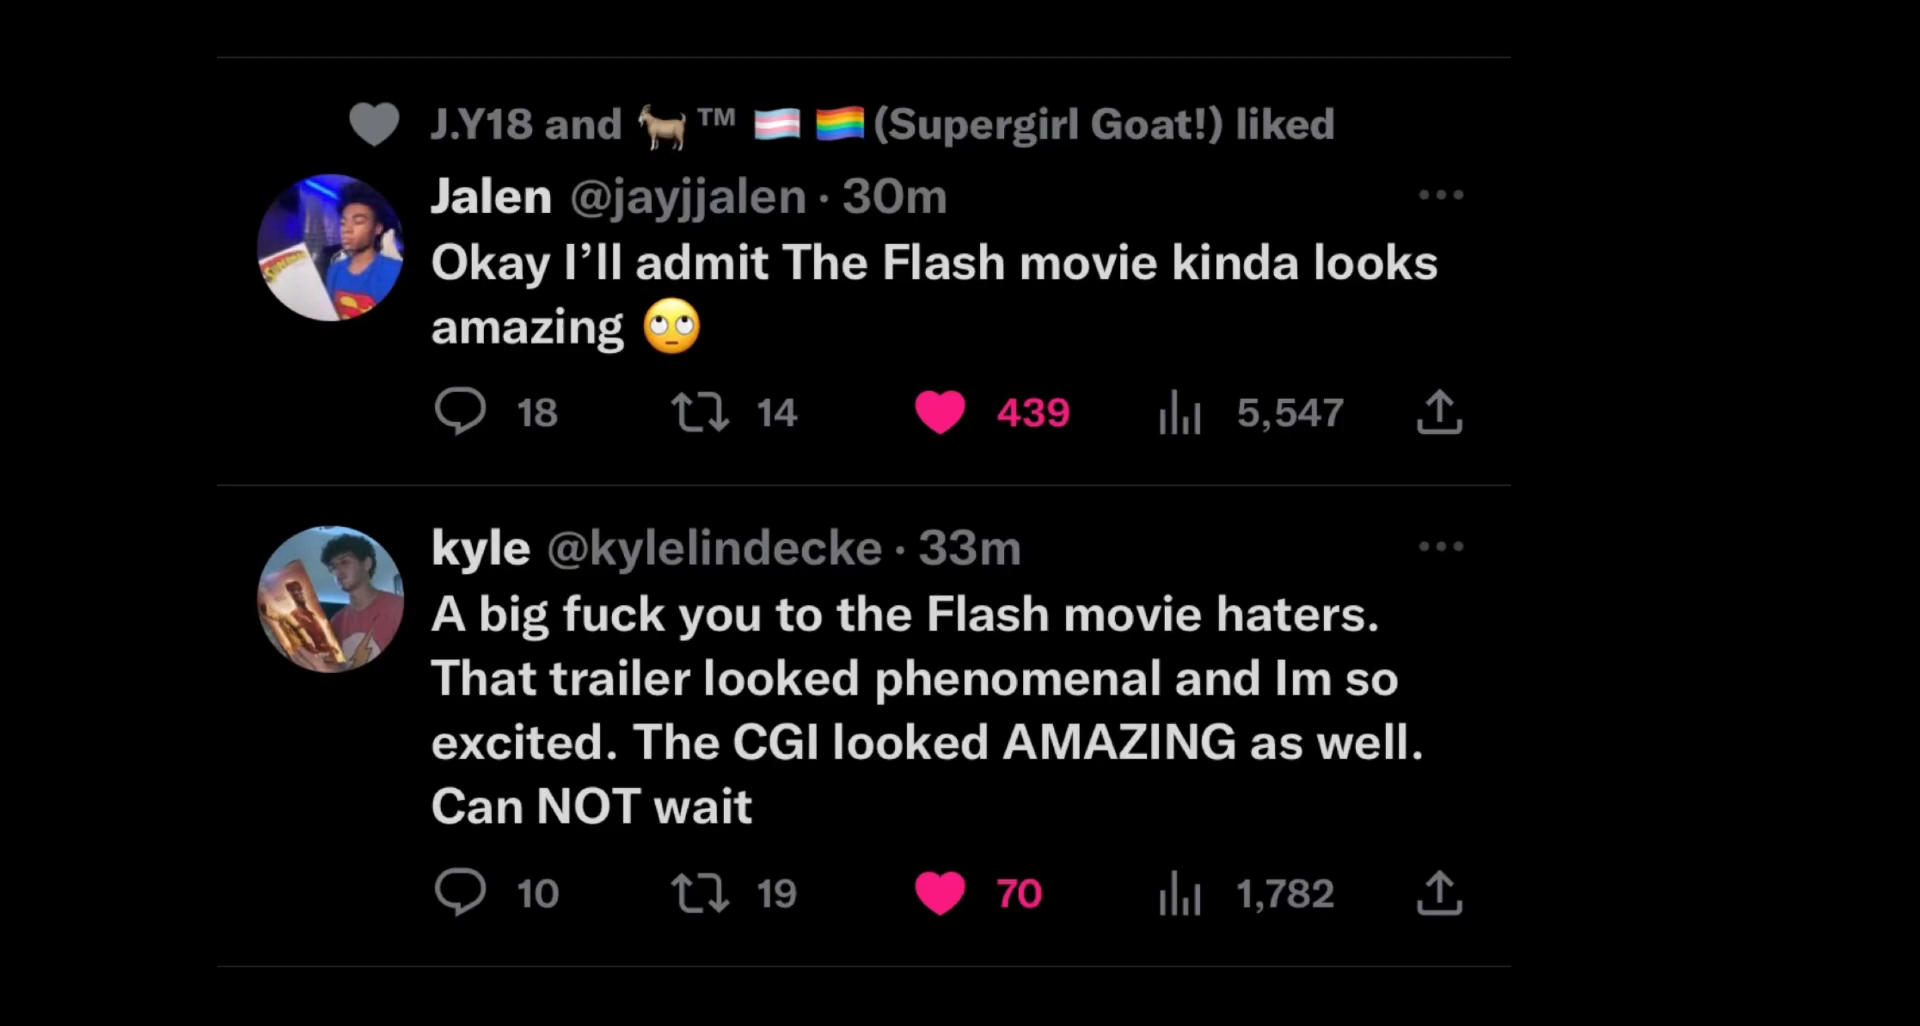 J.Y18 and 🐐™ 🏳️‍⚧️ 🏳️‍🌈 (Supergirl Goat!) liked
Jalen @jayjjalen · 30m
Okay I’ll admit The Flash movie kinda looks
amazing 🙄
18 14 439 5,547
kyle @kylelindecke · 33m
A big fuck you to the Flash movie haters.
That trailer looked phenomenal and Im so
excited. The CGI looked AMAZING as well.
Can NOT wait
10 19 70 1,782